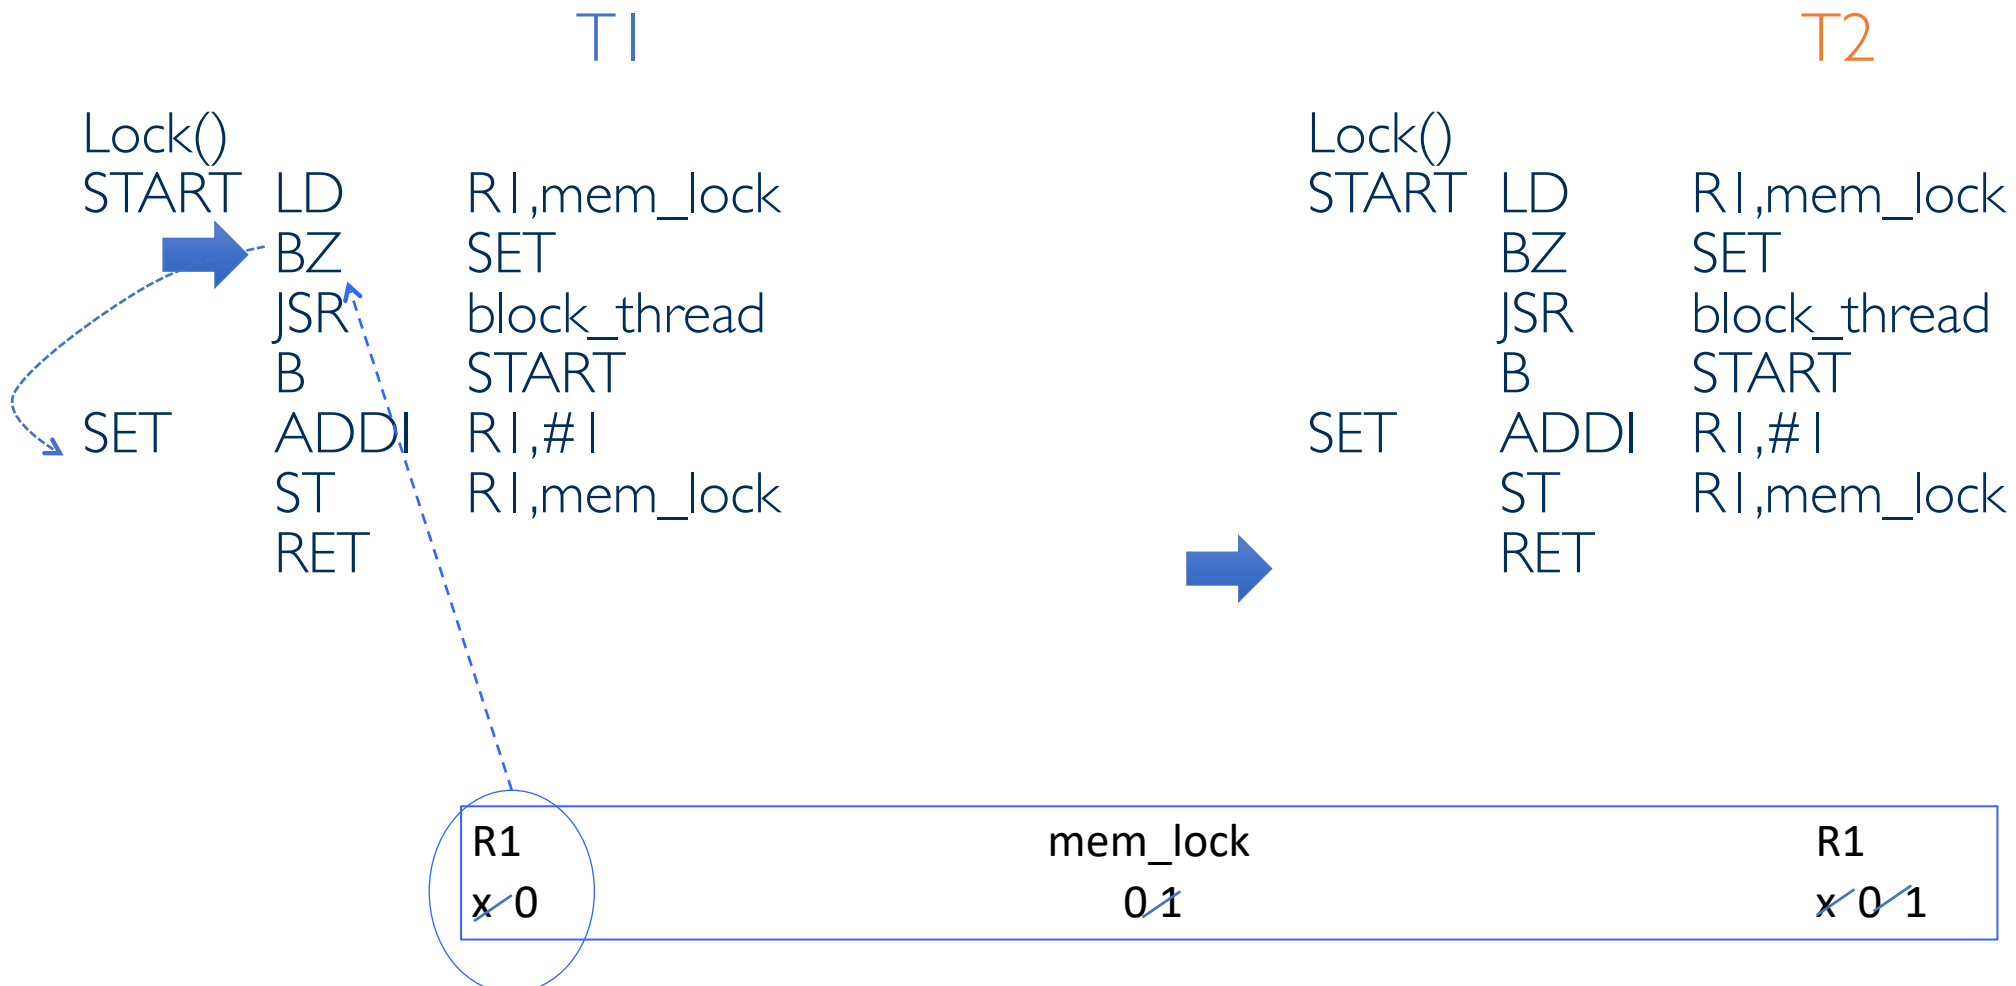 T1
T2
Lock()
START LD R1,mem_lock
BZ SET
JSR block_thread
B START
SET ADDI R1,#1
ST R1,mem_lock
RET
Lock()
START LD R1,mem_lock
BZ SET
JSR block_thread
B START
SET ADDI R1,#1
ST R1,mem_lock
RET
R1 mem_lock R1
x 0 0 1 x 0 1